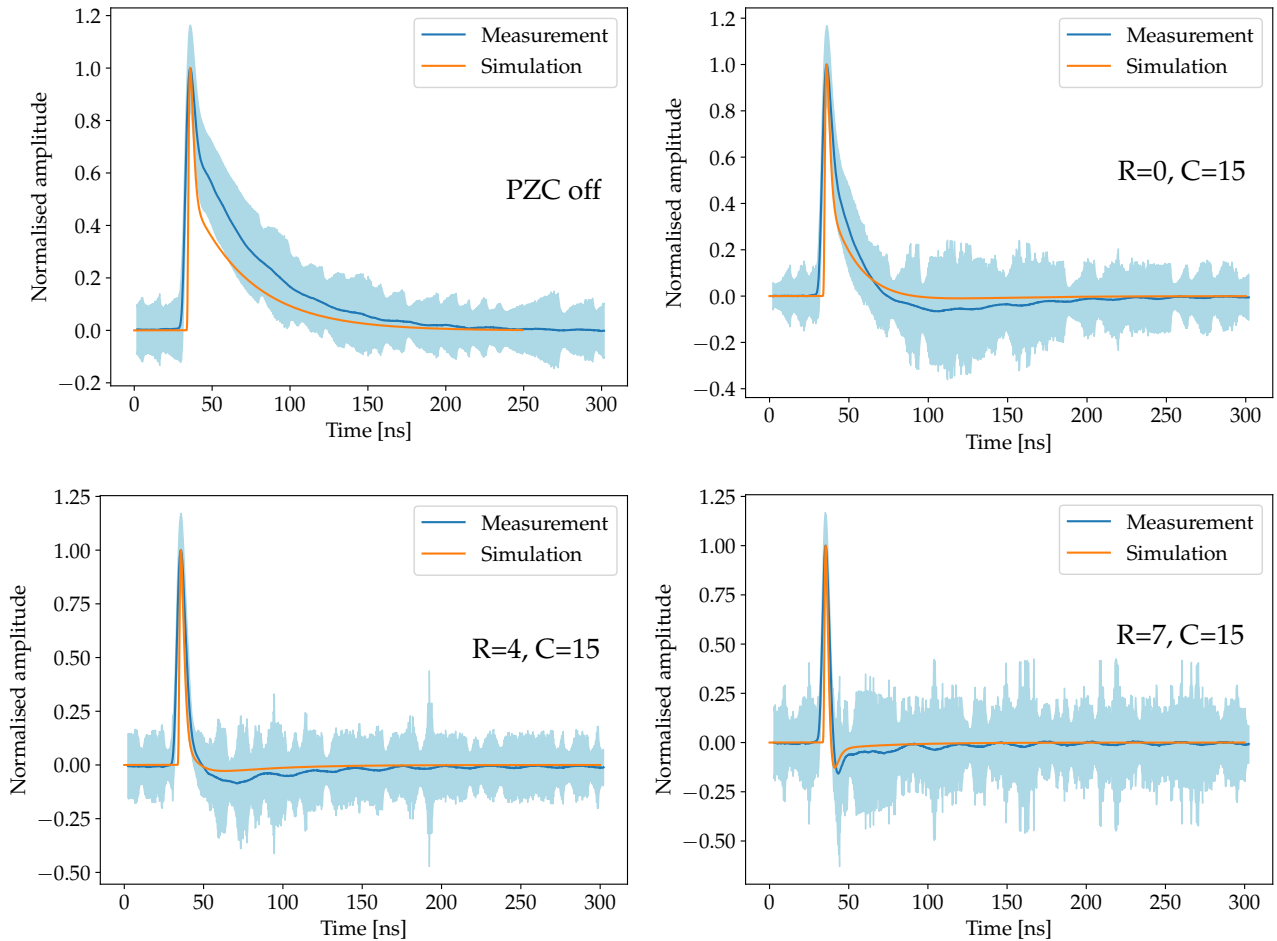 1.2
1.0
0.8
0.6
0.4
0.2
0.0
−0.2
Normalised amplitude
Measurement
Simulation
PZC off
0 50 100 150 200 250 300
Time [ns]
1.2
1.0
0.8
0.6
0.4
0.2
0.0
−0.2
−0.4
Normalised amplitude
Measurement
Simulation
R=0, C=15
0 50 100 150 200 250 300
Time [ns]
1.25
1.00
0.75
0.50
0.25
0.00
−0.25
−0.50
Normalised amplitude
Measurement
Simulation
R=4, C=15
0 50 100 150 200 250 300
Time [ns]
1.25
1.00
0.75
0.50
0.25
0.00
−0.25
−0.50
Normalised amplitude
Measurement
Simulation
R=7, C=15
0 50 100 150 200 250 300
Time [ns]